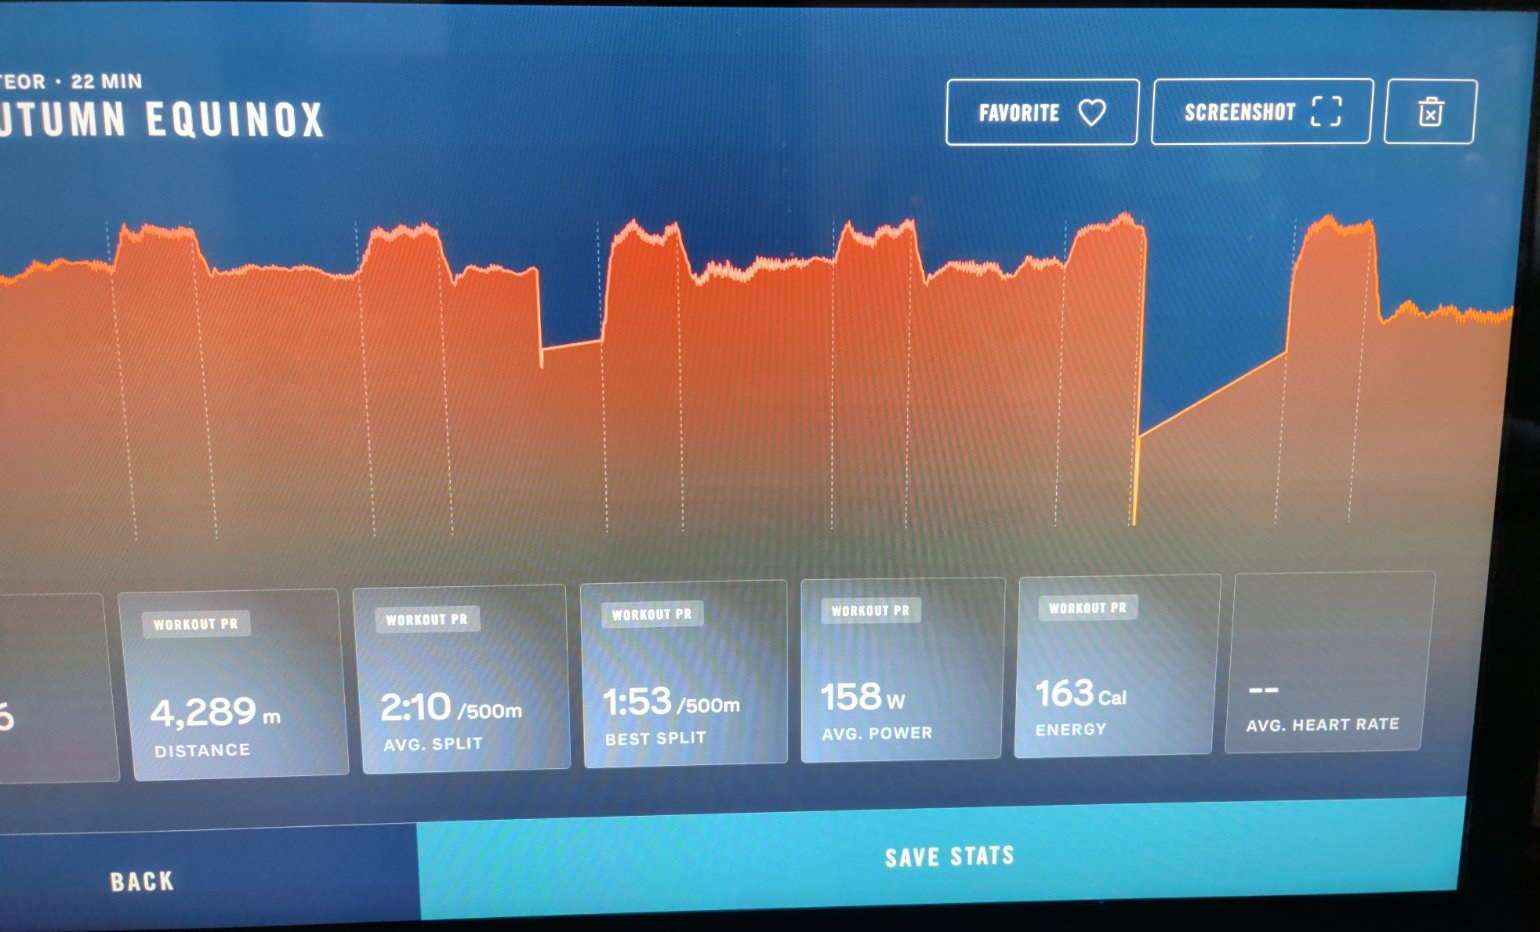 TEOR · 22 MIN
UTUMN EQUINOX
FAVORITE
SCREENSHOT
WORKOUT PR
4,289 m
DISTANCE
WORKOUT PR
2:10 /500m
AVG. SPLIT
WORKOUT PR
1:53 /500m
BEST SPLIT
WORKOUT PR
158 W
AVG. POWER
WORKOUT PR
163 Cal
ENERGY
--
AVG. HEART RATE
BACK
SAVE STATS